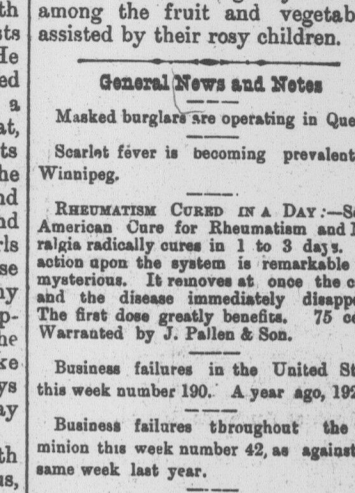 among the fruit and
assisted by their rosy children.
General News and Notes
Masked burglars are operating in
Scarlet fever is becoming prevalent
Winnipeg.
RHEUMATISM CURED IN A DAY:—
American Cure for Rheumatism and
ralgia radically cures in 1 to 3 days.
action upon the system is remarkable
mysterious. It removes at once the
and the disease immediately
The first dose greatly benefits. 75
Warranted by J. Pallen & Son.
Business failures in the United
this week number 190. A year ago, 192
Business failures throughout the
minion this week number 42, as against
same week last year.